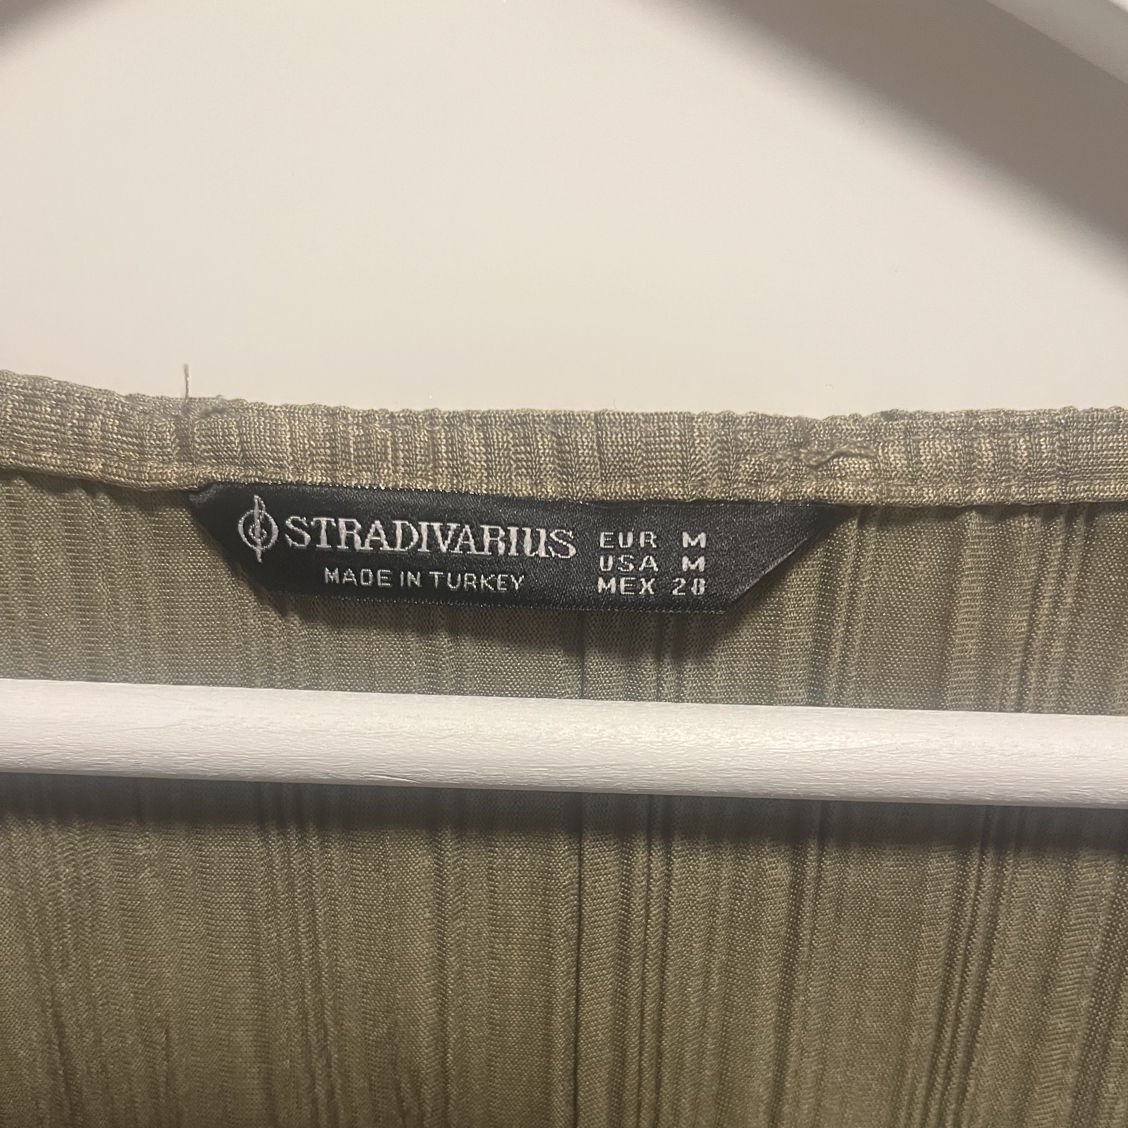 STRADIVARIUS
MADE IN TURKEY
EUR M
USA M
MEX 28